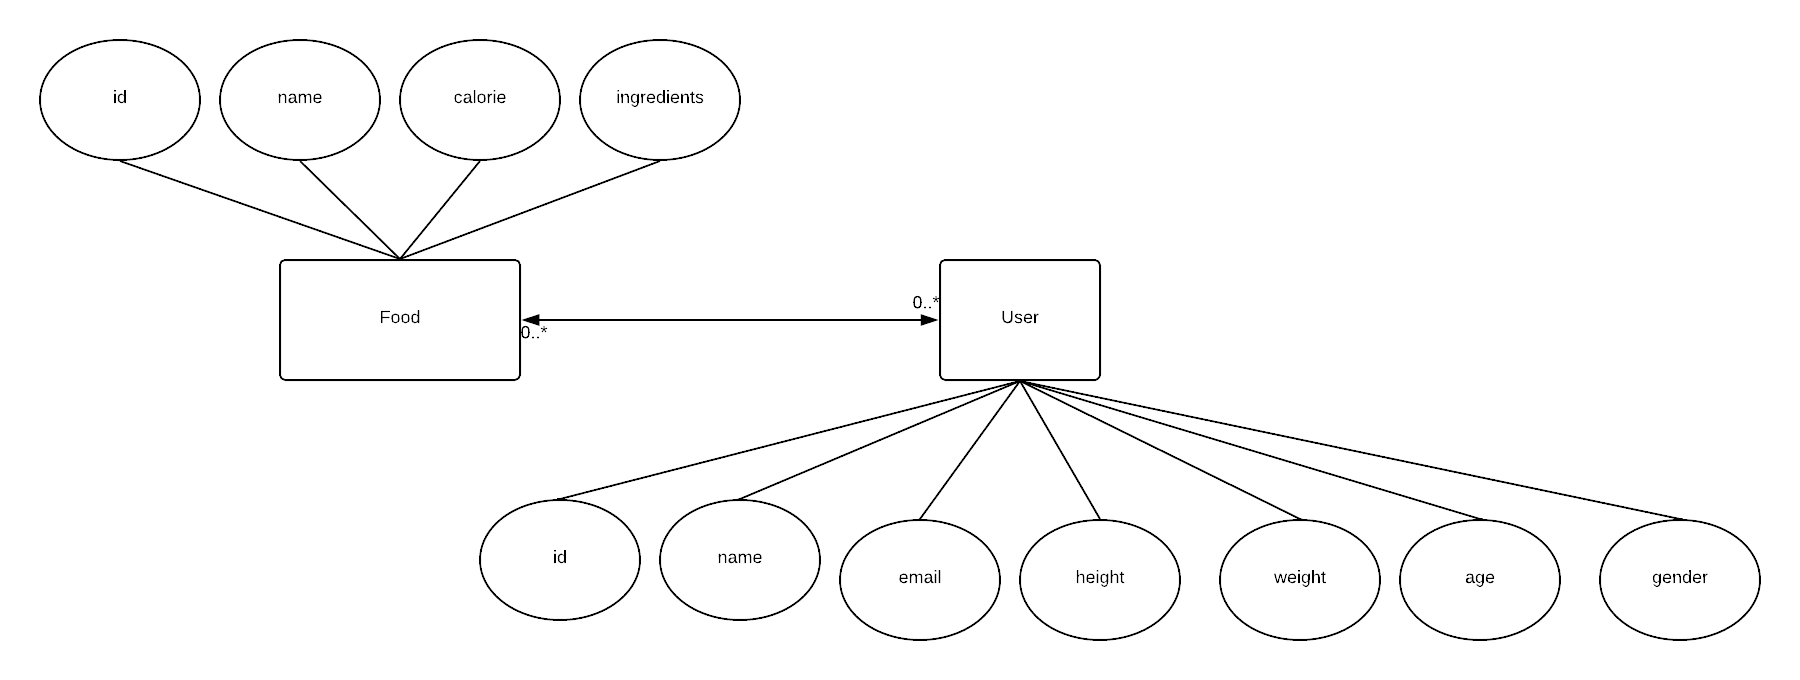 id
name
calorie
ingredients
Food
0..*
0..*
User
id
name
email
height
weight
age
gender